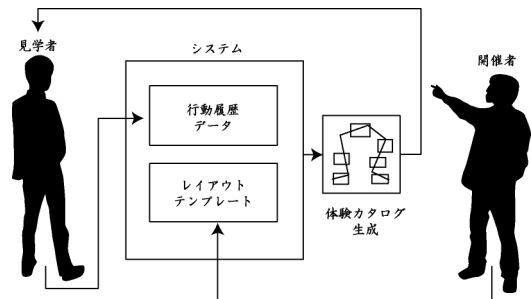 見学者
システム
開催者
行動履歴
データ
レイアウト
テンプレート
体験カタログ
生成